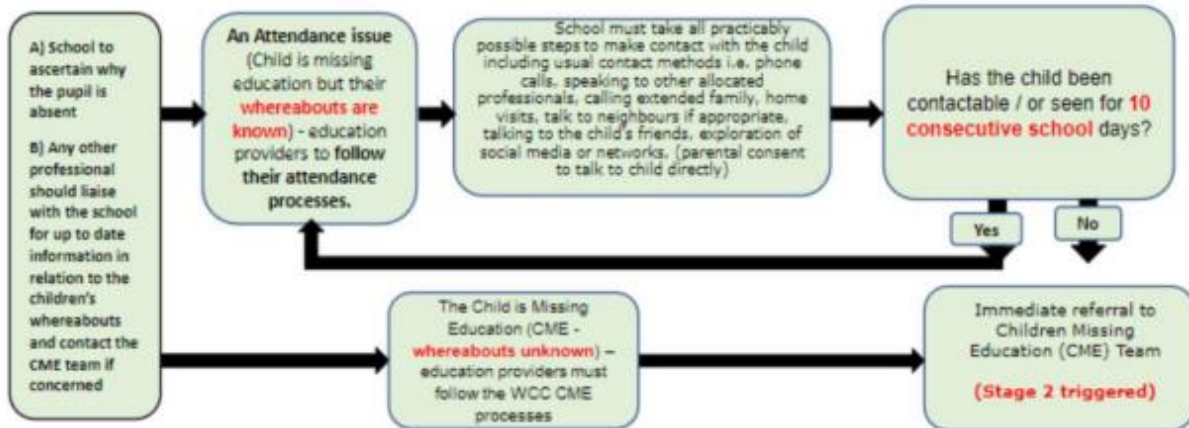 A) School to
ascertain why
the pupil is
absent
B) Any other
professional
should liaise
with the school
for up to date
information in
relation to the
children's
whereabouts
and contact the
CME team if
concerned
An Attendance issue
(Child is missing
education but their
whereabouts are
known) - education
providers to follow
their attendance
processes.
School must take all practicably
possible steps to make contact with the child
including usual contact methods i.e. phone
calls, speaking to other allocated
professionals, calling extended family, home
visits, talk to neighbours if appropriate,
talking to the child's friends, exploration of
social media or networks. (parental consent
to talk to child directly)
Has the child been
contactable / or seen for 10
consecutive school days?
Yes
No
The Child is Missing
Education (CME -
whereabouts unknown) –
education providers must
follow the WCC CME
processes
Immediate referral to
Children Missing
Education (CME) Team
(Stage 2 triggered)